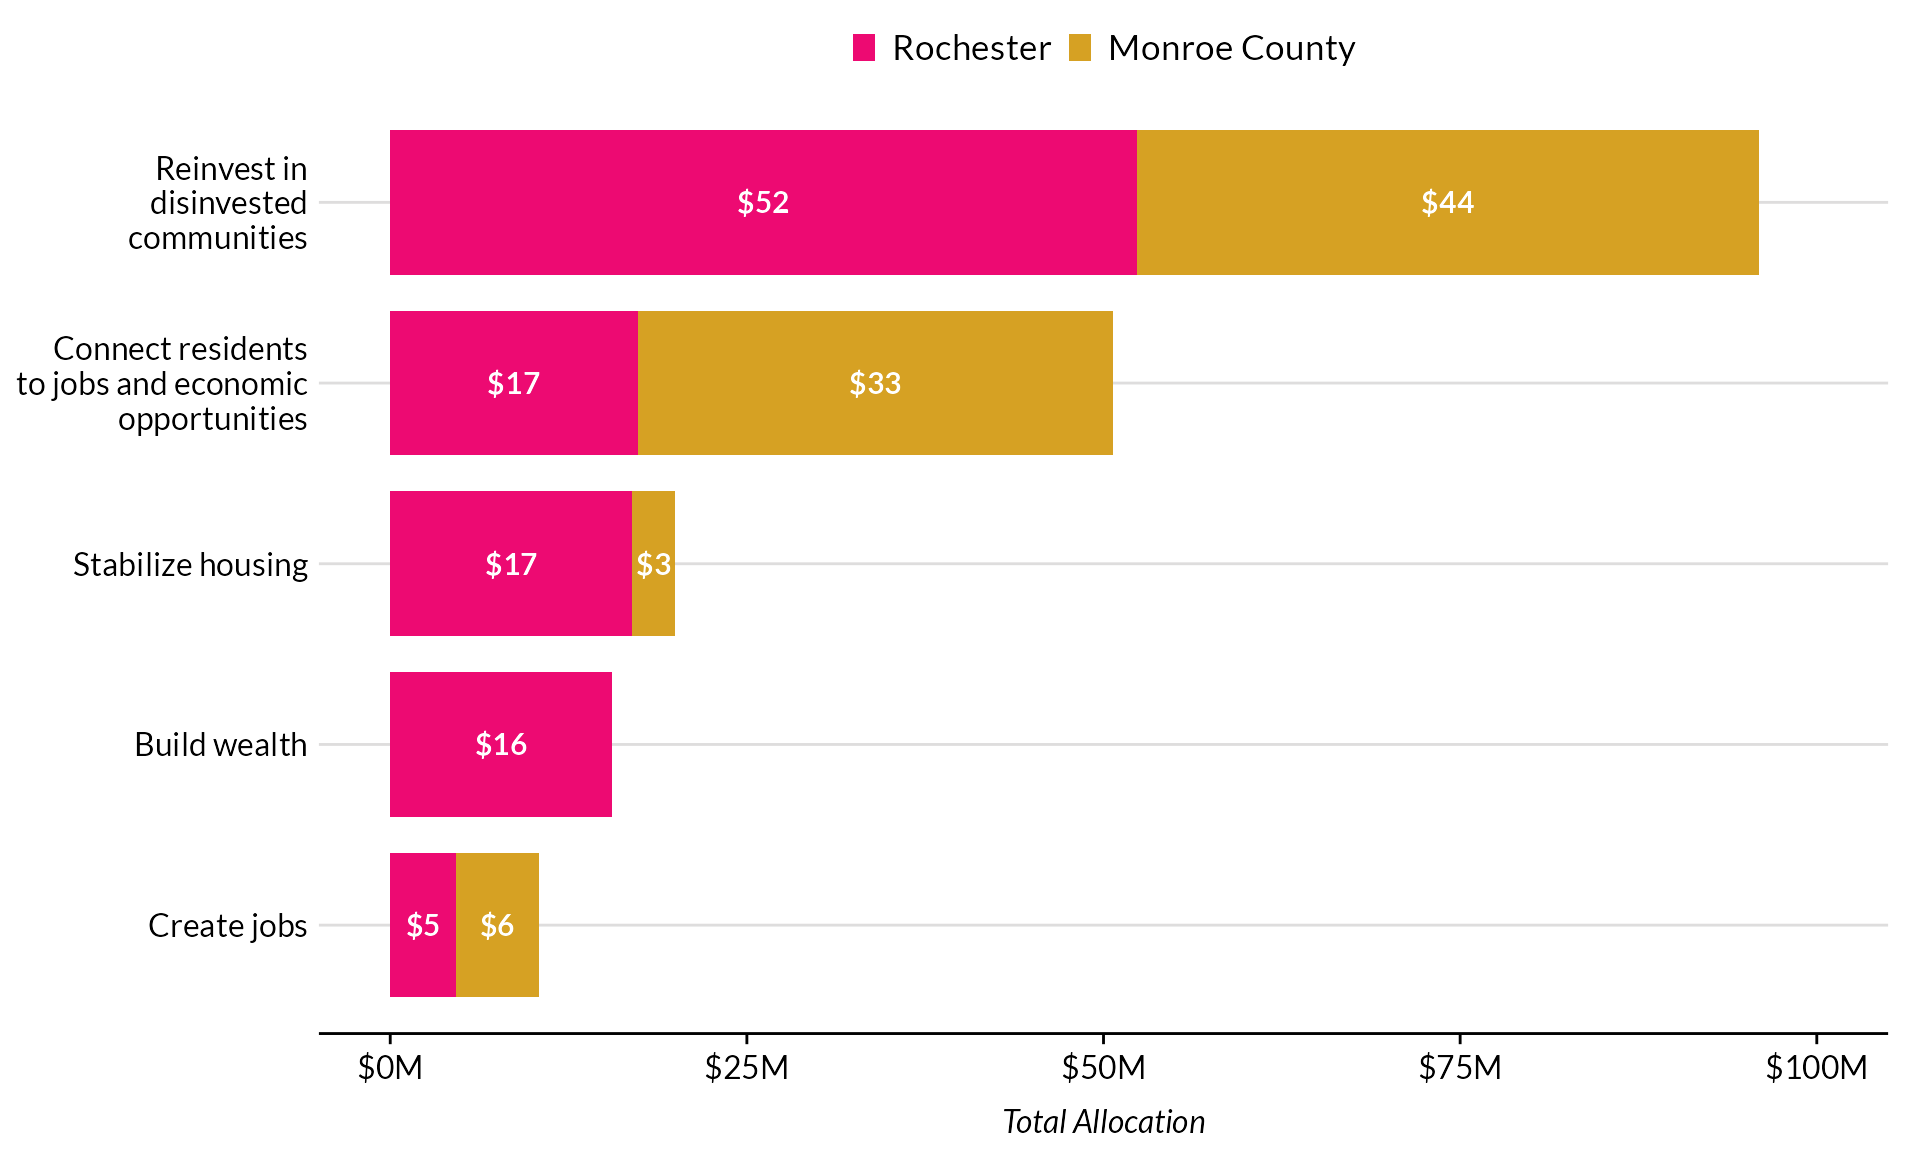 Rochester Monroe County
Reinvest in
disinvested
communities
$52 $44
Connect residents
to jobs and economic
opportunities
$17 $33
Stabilize housing
$17 $3
Build wealth
$16
Create jobs
$5 $6
$0M $25M $50M $75M $100M
Total Allocation